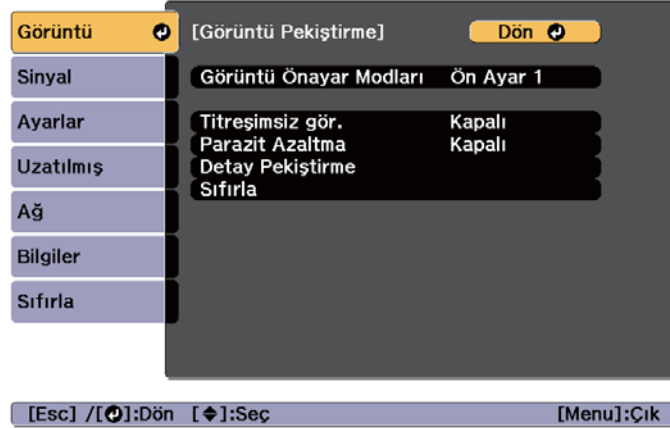 Görüntü
[Görüntü Pekiştirme] Dön
Sinyal
Görüntü Önayar Modları Ön Ayar 1
Ayarlar
Titreşimsiz gör. Kapalı
Parazit Azaltma Kapalı
Uzatılmış
Detay Pekiştirme
Sıfırla
Ağ
Bilgiler
Sıfırla
[Esc] /[ ]:Dön [ ]:Seç [Menu]:Çık